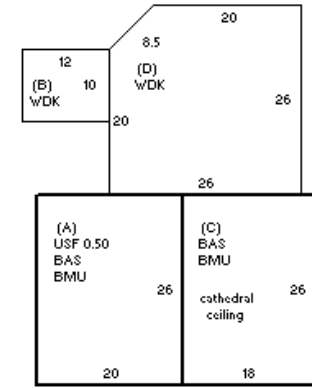 20
8.5
12
(D)
WDK
(B)
10
WDK
26
20
26
(A)
USF 0.50
BAS
BMU
26
(C)
BAS
BMU
26
cathedral
ceiling
20
18